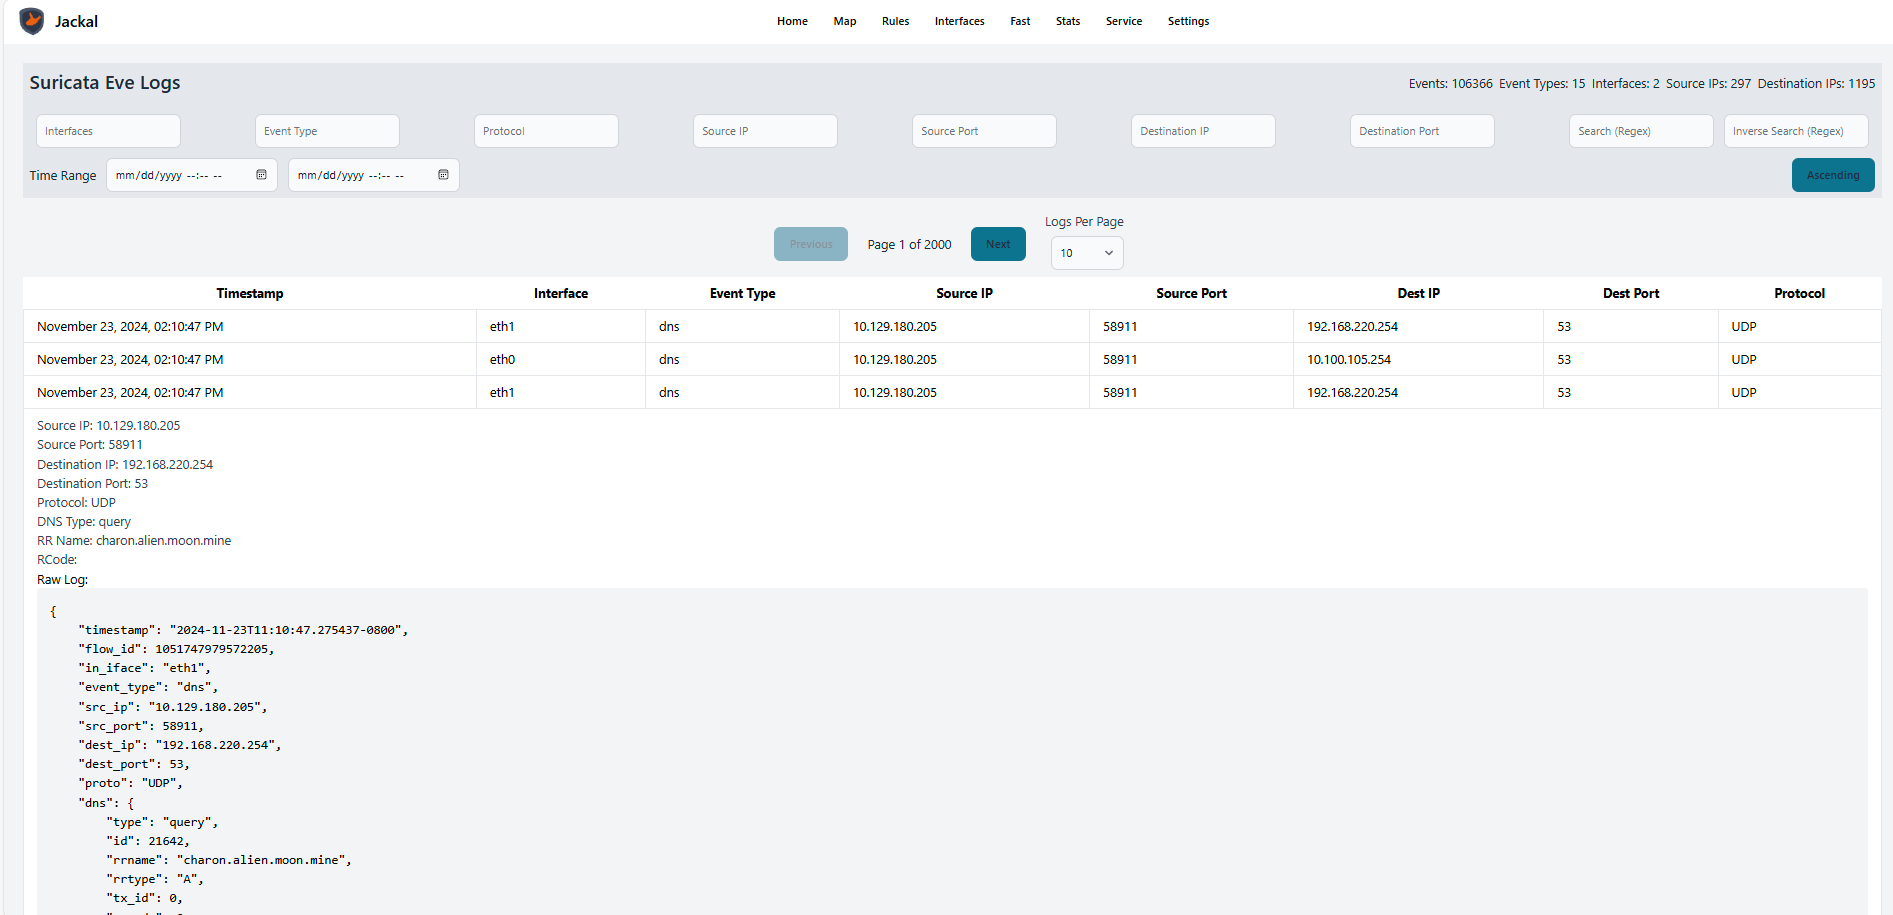 Jackal Home Map Rules Interfaces Fast Stats Service Settings
Suricata Eve Logs Events: 106366 Event Types: 15 Interfaces: 2 Source IPs: 297 Destination IPs: 1195
Interfaces Event Type Protocol Source IP Source Port Destination IP Destination Port Search (Regex) Inverse Search (Regex)
Time Range mm/dd/yyyy --:-- -- mm/dd/yyyy --:-- -- Ascending
Logs Per Page
Previous Page 1 of 2000 Next 10
Timestamp Interface Event Type Source IP Source Port Dest IP Dest Port Protocol
November 23, 2024, 02:10:47 PM eth1 dns 10.129.180.205 58911 192.168.220.254 53 UDP
November 23, 2024, 02:10:47 PM eth0 dns 10.129.180.205 58911 10.100.105.254 53 UDP
November 23, 2024, 02:10:47 PM eth1 dns 10.129.180.205 58911 192.168.220.254 53 UDP
Source IP: 10.129.180.205
Source Port: 58911
Destination IP: 192.168.220.254
Destination Port: 53
Protocol: UDP
DNS Type: query
RR Name: charon.alien.moon.mine
RCode:
Raw Log:
{
"timestamp": "2024-11-23T11:10:47.275437-0800",
"flow_id": 1051747979572205,
"in_iface": "eth1",
"event_type": "dns",
"src_ip": "10.129.180.205",
"src_port": 58911,
"dest_ip": "192.168.220.254",
"dest_port": 53,
"proto": "UDP",
"dns": {
"type": "query",
"id": 21642,
"rrname": "charon.alien.moon.mine",
"rrtype": "A",
"tx_id": 0,